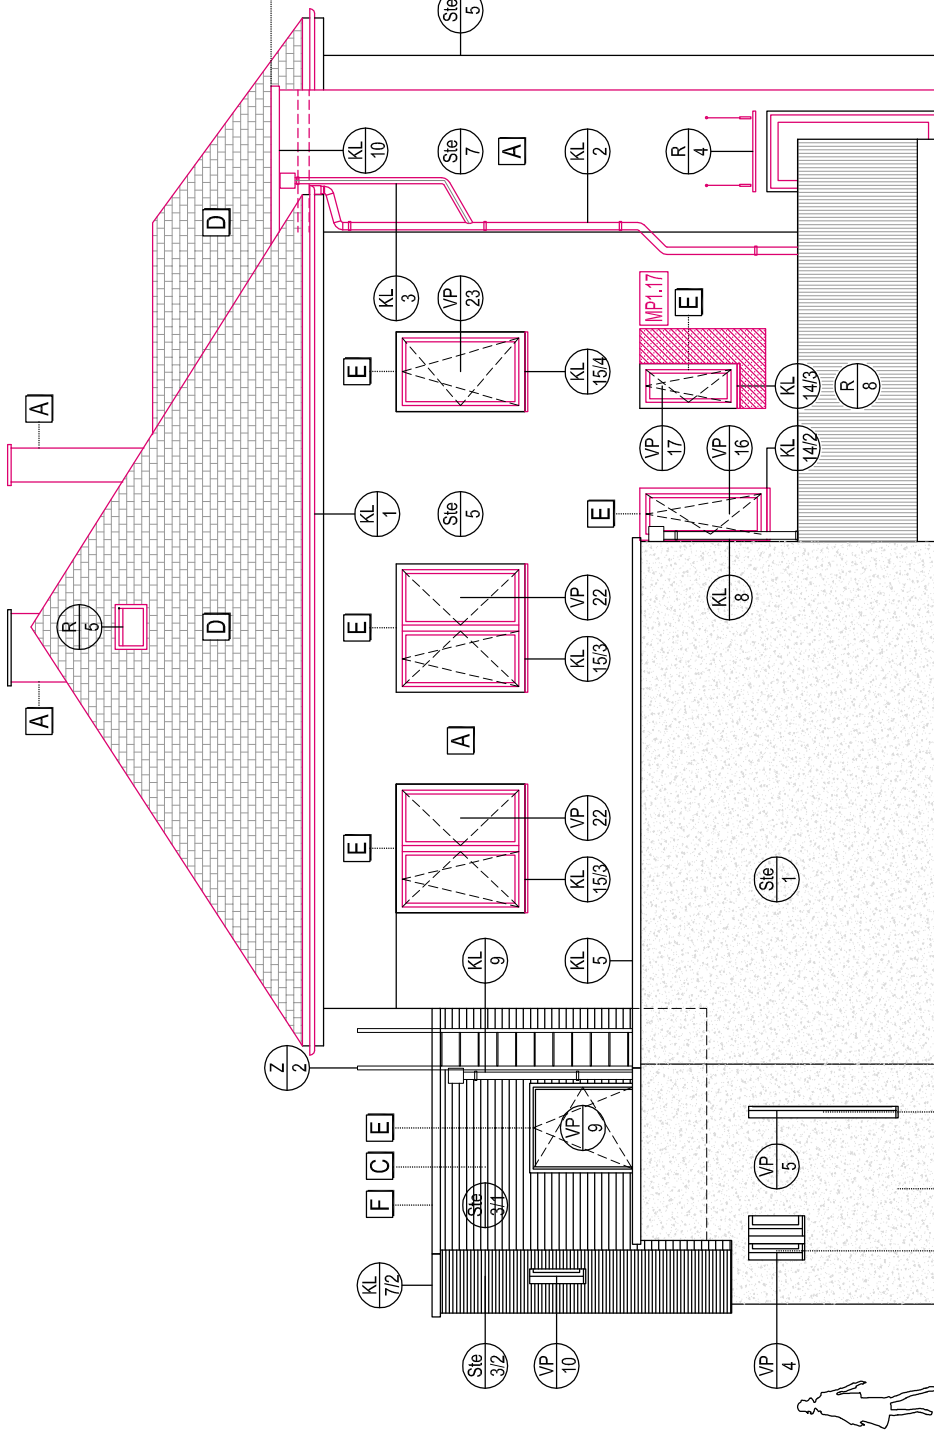 Ste
5
KL
10
Ste
7
A
KL
2
R
4
D
KL
3
VP
23
MP1.17
E
E
KL
15/4
KL
14/3
R
8
A
VP
17
VP
16
KL
14/2
KL
1
Ste
5
E
R
5
D
E
VP
22
KL
15/3
KL
8
A
A
E
VP
22
KL
15/3
Ste
1
KL
9
KL
5
Z
2
E
VP
9
C
VP
5
F
Ste
3/1
KL
7/2
Ste
3/2
VP
10
VP
4